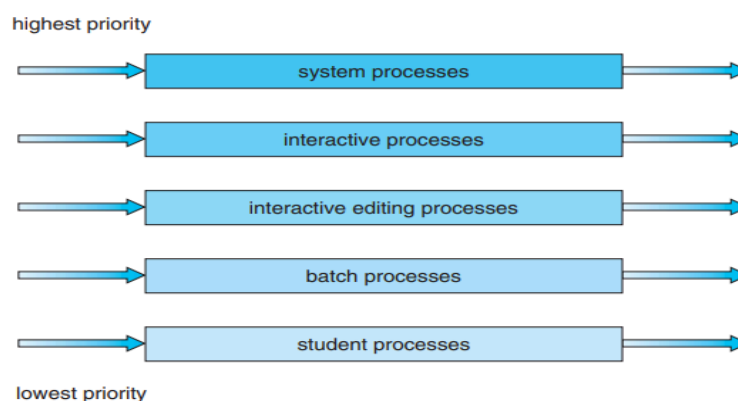 highest priority
system processes
interactive processes
interactive editing processes
batch processes
student processes
lowest priority